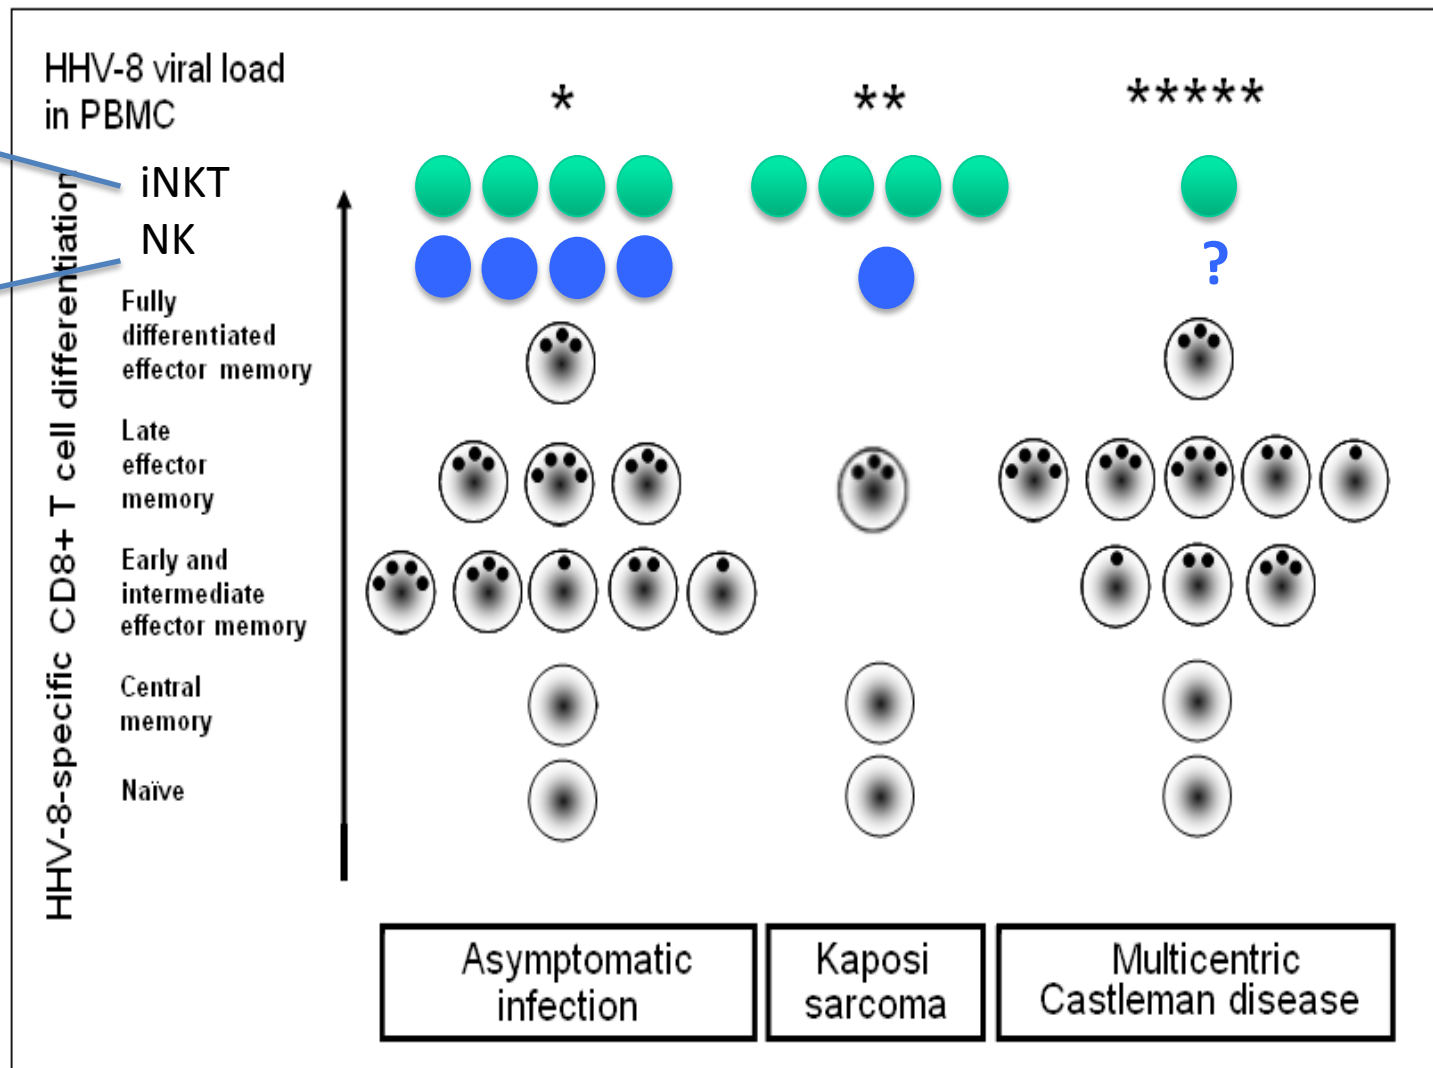 HHV-8 viral load
in PBMC
*
**
*****
iNKT
NK
?
HHV-8-specific CD8+ T cell differentiation
Fully
differentiated
effector memory
Late
effector
memory
Early and
intermediate
effector memory
Central
memory
Naïve
Asymptomatic
infection
Kaposi
sarcoma
Multicentric
Castleman disease